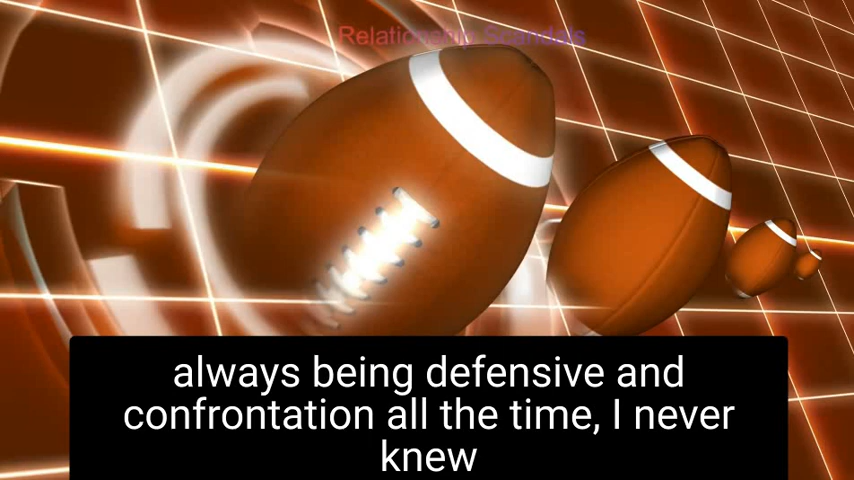 Relationship Scandals
always being defensive and
confrontation all the time, I never
knew